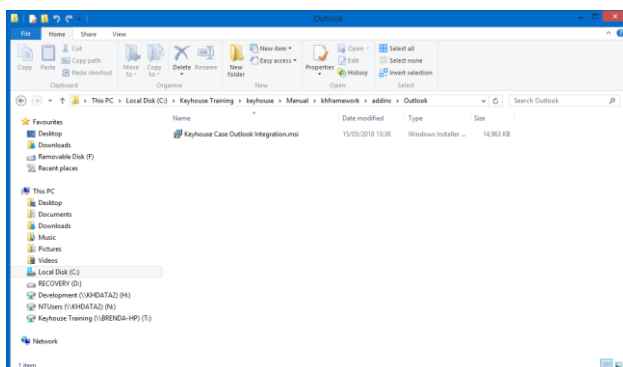 Outlook
File Home Share View
Copy Paste Cut Copy path Paste shortcut Move to Copy to Delete Rename New folder New item Easy access Properties Open Edit History Select all Select none Invert selection
Clipboard Organise New Open Select
This PC Local Disk (C:) Keyhouse Training keyhouse Manual khframework addins Outlook Search Outlook
Name Date modified Type Size
Keyhouse Case Outlook Integration.msi 15/05/2018 13:38 Windows Installer ... 14,963 KB
Favourites
Desktop
Downloads
Removable Disk (F)
Recent places
This PC
Desktop
Documents
Downloads
Music
Pictures
Videos
Local Disk (C:)
RECOVERY (D:)
Development (\\KHDATA2) (H:)
NTUsers (\\KHDATA2) (N:)
Keyhouse Training (\\BRENDA-HP) (T:)
Network
1 item